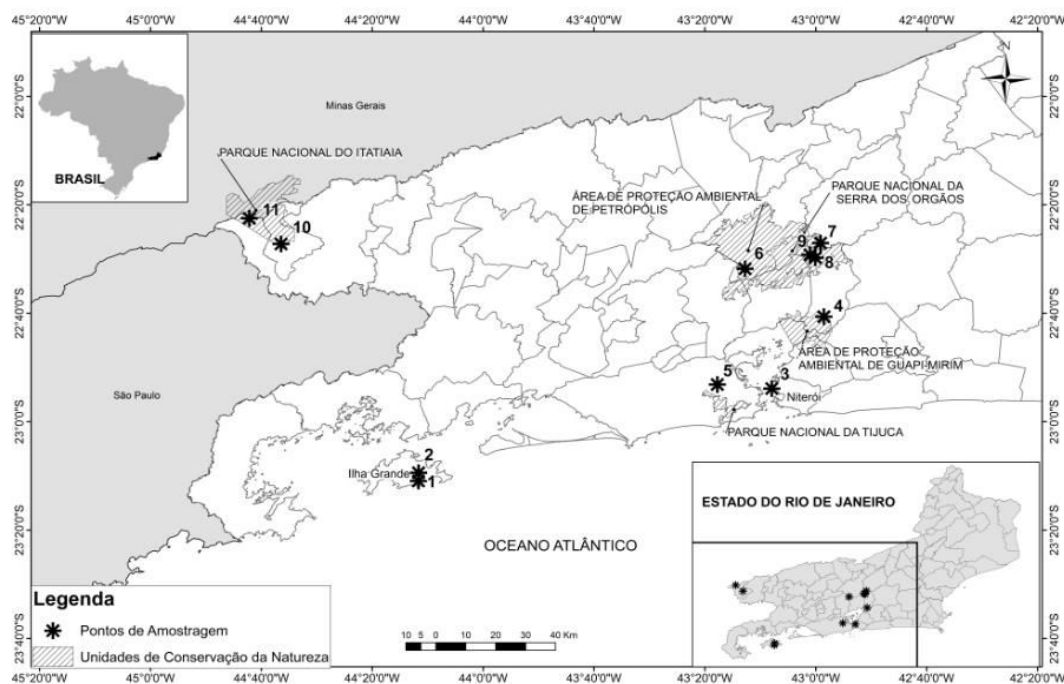 45°20'0"W 45°0'0"W 44°40'0"W 44°20'0"W 44°0'0"W 43°40'0"W 43°20'0"W 43°0'0"W 42°40'0"W 42°20'0"W
N
22°0'0"S 22°0'0"S
Minas Gerais
BRASIL
PARQUE NACIONAL DO ITATIAIA
ÁREA DE PROTEÇÃO AMBIENTAL
DE PETRÓPÓLIS
PARQUE NACIONAL DA
SERRA DOS ORGÃOS
22°20'0"S 22°20'0"S
11
10
7
9
6
8
4
22°40'0"S 22°40'0"S
ÁREA DE PROTEÇÃO
AMBIENTAL DE GUAPI-MIRIM
5
3
Niterói
São Paulo
PARQUE NACIONAL DA TIJUCA
23°0'0"S 23°0'0"S
2
Ilha Grande
1
ESTADO DO RIO DE JANEIRO
23°20'0"S 23°20'0"S
OCEANO ATLÂNTICO
Legenda
Pontos de Amostragem
Unidades de Conservação da Natureza
10 5 0 10 20 30 40 Km
23°40'0"S 23°40'0"S
45°20'0"W 45°0'0"W 44°40'0"W 44°20'0"W 44°0'0"W 43°40'0"W 43°20'0"W 43°0'0"W 42°40'0"W 42°20'0"W